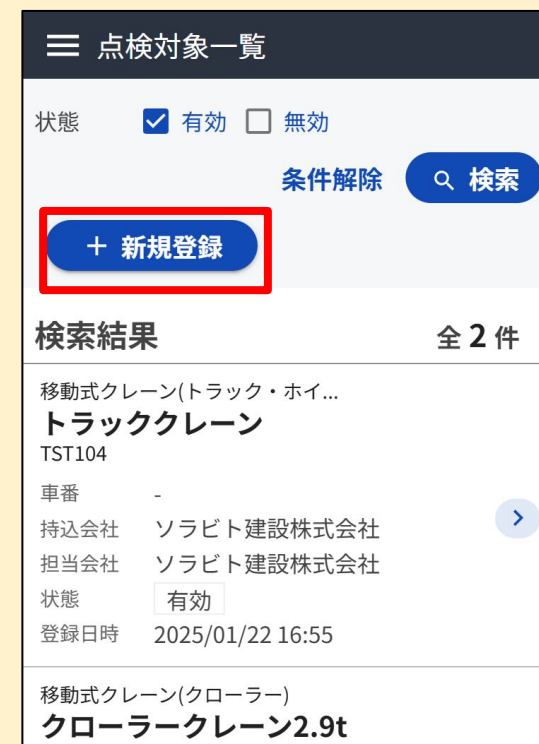 点検対象一覧
状態 有効 無効
条件解除 検索
+ 新規登録
検索結果 全2件
移動式クレーン(トラック・ホイ...
トラッククレーン
TST104
車番 -
持込会社 ソラビト建設株式会社
担当会社 ソラビト建設株式会社
状態 有効
登録日時 2025/01/22 16:55
移動式クレーン(クローラー)
クローラークレーン2.9t